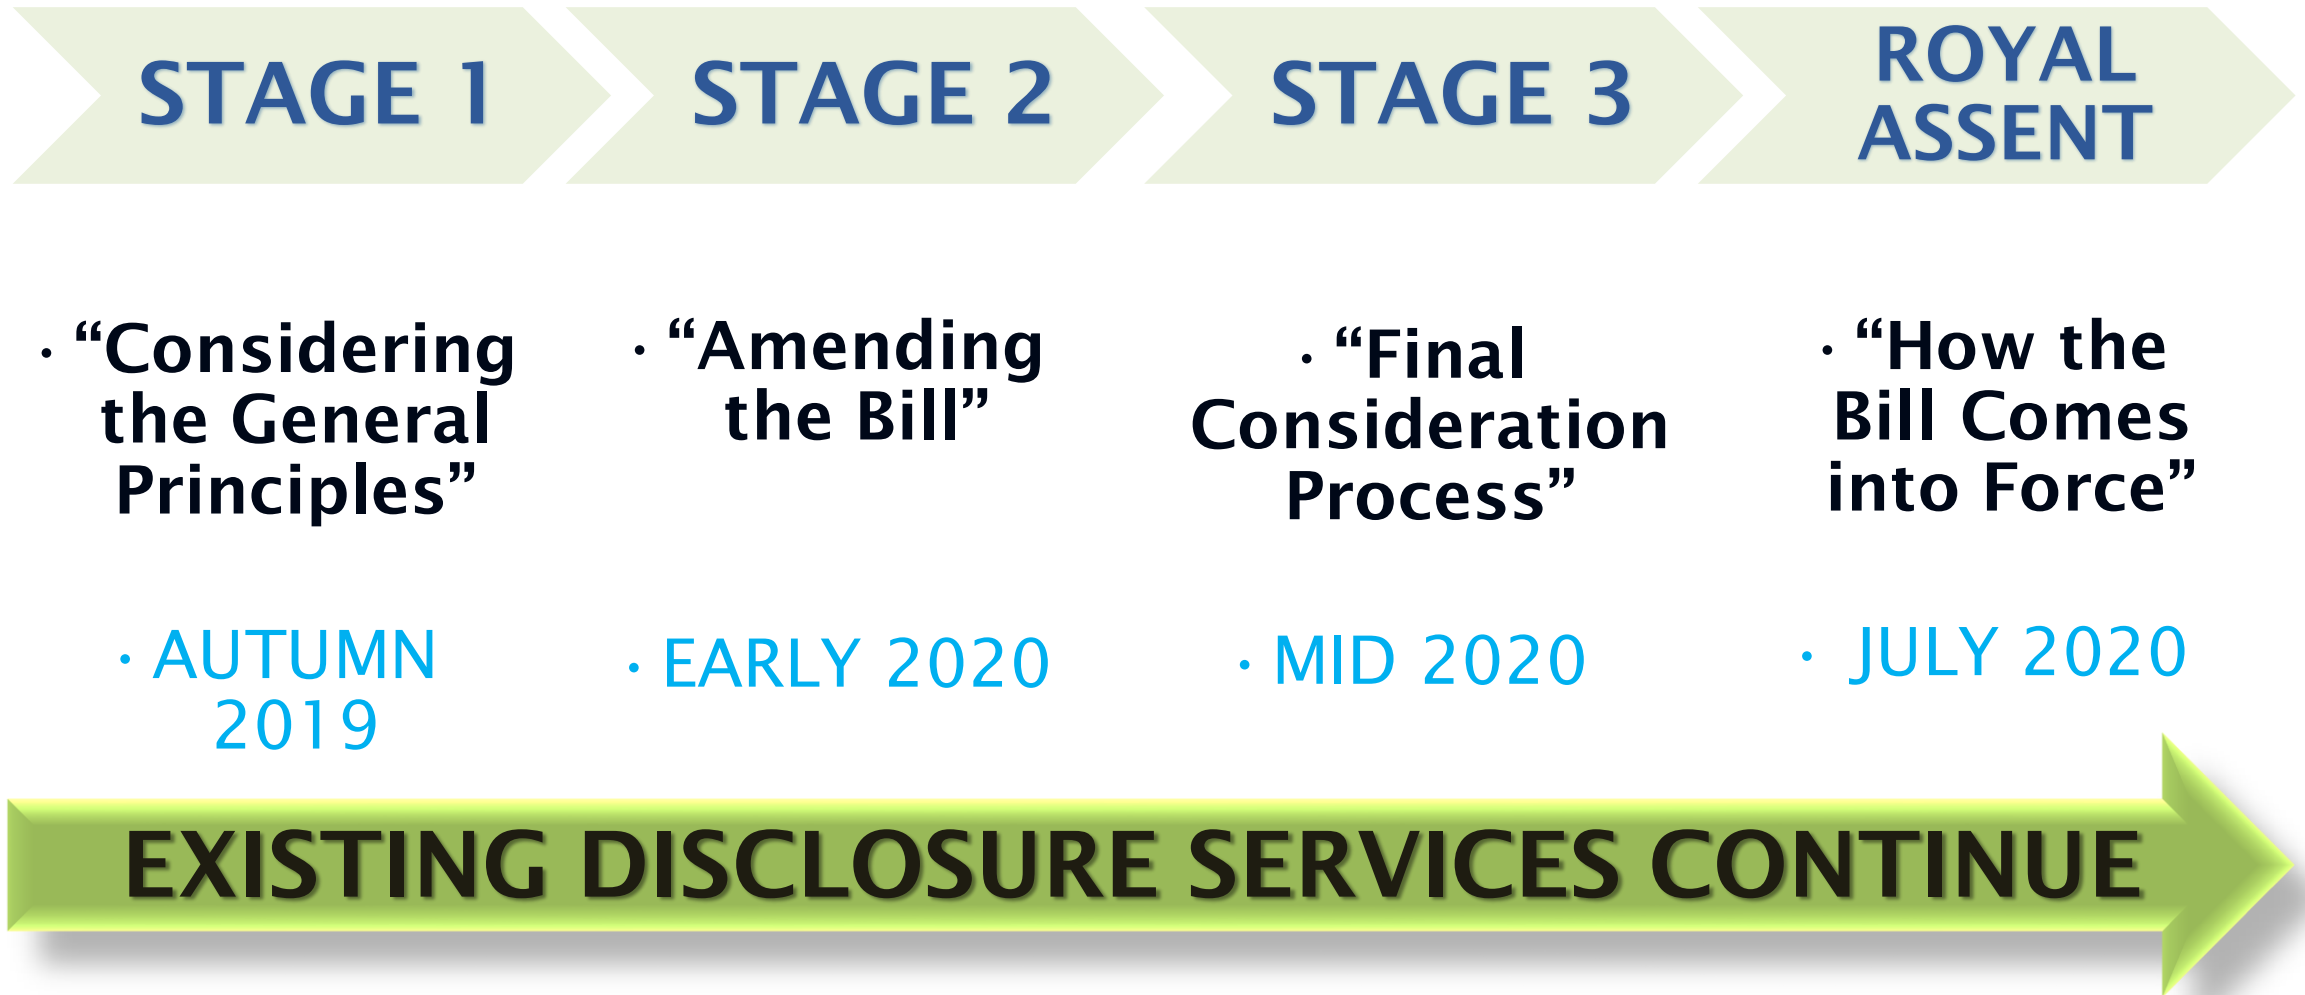 STAGE 1
STAGE 2
STAGE 3
ROYAL
ASSENT
· “Considering
the General
Principles”
· “Amending
the Bill”
· “Final
Consideration
Process”
· “How the
Bill Comes
into Force”
· AUTUMN
2019
· EARLY 2020
· MID 2020
· JULY 2020
EXISTING DISCLOSURE SERVICES CONTINUE